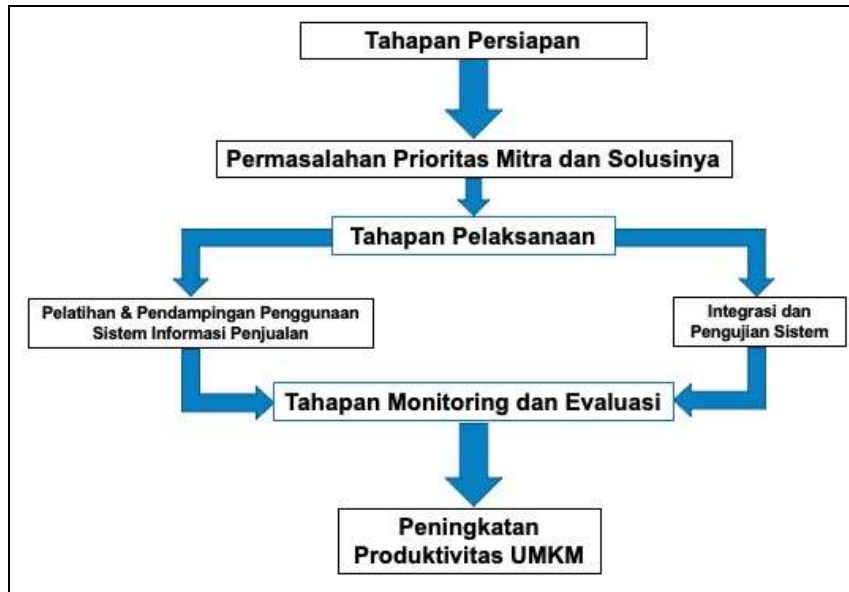 Tahapan Persiapan
Permasalahan Prioritas Mitra dan Solusinya
Tahapan Pelaksanaan
Pelatihan & Pendampingan Penggunaan
Sistem Informasi Penjualan
Integrasi dan
Pengujian Sistem
Tahapan Monitoring dan Evaluasi
Peningkatan
Produktivitas UMKM